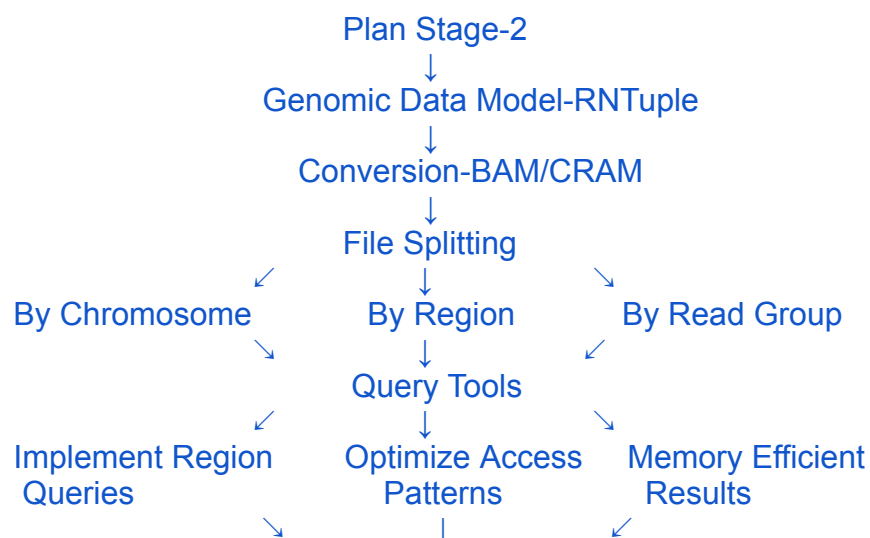 Plan Stage-2
↓
Genomic Data Model-RNTuple
↓
Conversion-BAM/CRAM
↓
File Splitting
↙ ↓ ↘
By Chromosome By Region By Read Group
↘ ↓ ↙
Query Tools
↙ ↓ ↘
Implement Region Optimize Access Memory Efficient
Queries Patterns Results
↘ | ↙